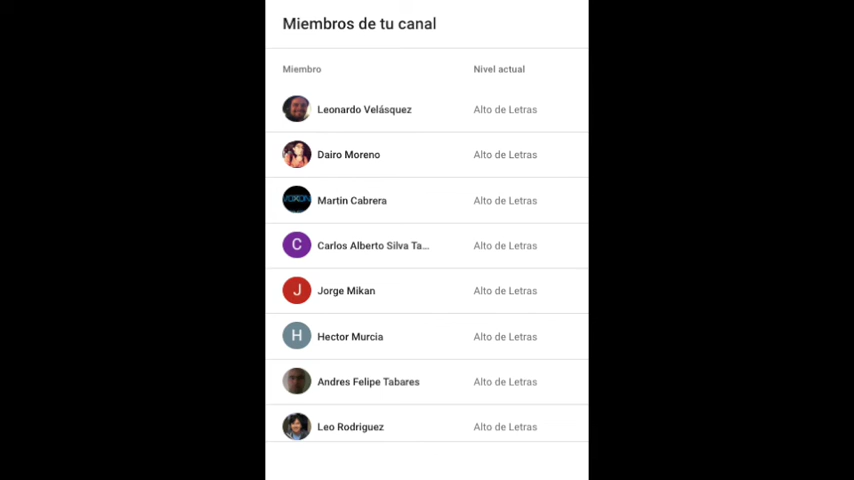 Miembros de tu canal
Miembro Nivel actual
Leonardo Velásquez Alto de Letras
Dairo Moreno Alto de Letras
Martin Cabrera Alto de Letras
C Carlos Alberto Silva Ta... Alto de Letras
J Jorge Mikan Alto de Letras
H Hector Murcia Alto de Letras
Andres Felipe Tabares Alto de Letras
Leo Rodriguez Alto de Letras